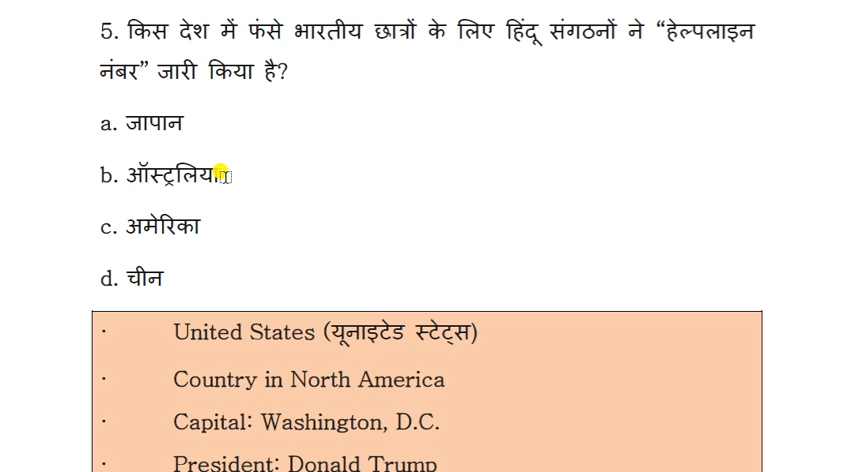 5. किस देश में फंसे भारतीय छात्रों के लिए हिंदू संगठनों ने “हेल्पलाइन
नंबर” जारी किया है?
a. जापान
b. ऑस्ट्रलिया
c. अमेरिका
d. चीन
· United States (यूनाइटेड स्टेट्स)
· Country in North America
· Capital: Washington, D.C.
· President: Donald Trump